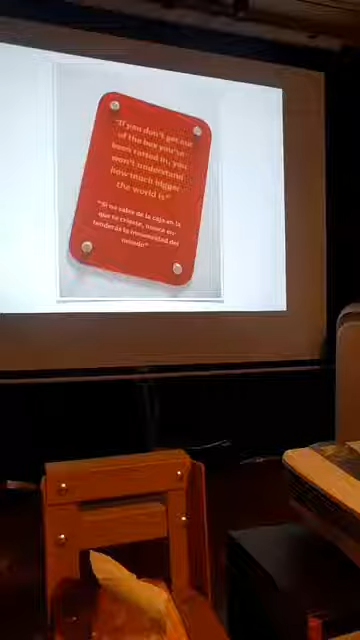 "If you don't get out
of the box you've
been raised in, you
won't understand
how much bigger
the world is"
"Si no sales de la caja en la
que te criaste, nunca en-
tenderás la inmensidad del
mundo"